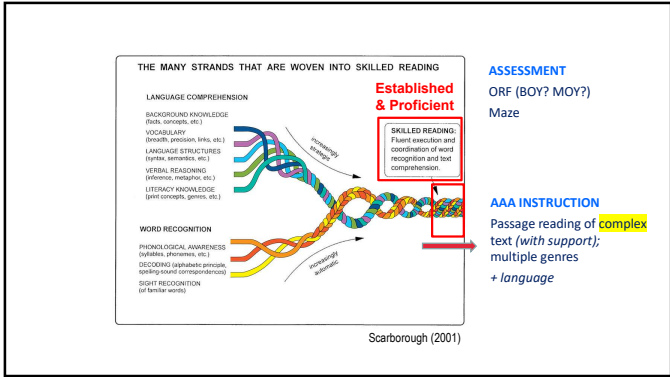 THE MANY STRANDS THAT ARE WOVEN INTO SKILLED READING
LANGUAGE COMPREHENSION
BACKGROUND KNOWLEDGE
(facts, concepts, etc.)
VOCABULARY
(breadth, precision, links, etc.)
LANGUAGE STRUCTURES
(syntax, semantics, etc.)
VERBAL REASONING
(inference, metaphor, etc.)
LITERACY KNOWLEDGE
(print concepts, genres, etc.)
WORD RECOGNITION
PHONOLOGICAL AWARENESS
(syllables, phonemes, etc.)
DECODING (alphabetic principle,
spelling-sound correspondences)
SIGHT RECOGNITION
(of familiar words)
increasingly
strategic
increasingly
automatic
Established
& Proficient
SKILLED READING:
Fluent execution and
coordination of word
recognition and text
comprehension.
Scarborough (2001)
ASSESSMENT
ORF (BOY? MOY?)
Maze
AAA INSTRUCTION
Passage reading of complex
text (with support);
multiple genres
+ language